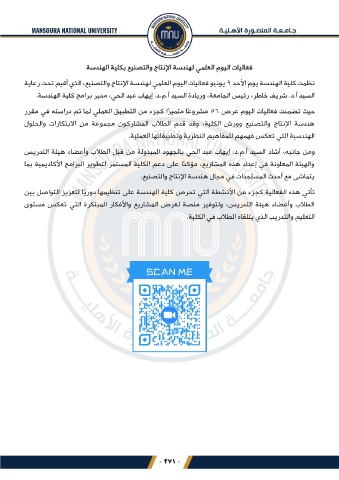 MANSOURA NATIONAL UNIVERSITY
جـامـعـة المنصـورة الأهـليـة
MNU
فعاليات اليوم العلمي لهندسة الإنتاج والتصنيع بكلية الهندسة
نظمت كلية الهندسة يوم الأحد ٩ يونيو فعاليات اليوم العلمي لهندسة الإنتاج والتصنيع، الذي أقيم تحت رعاية
السيد أ.د. شريف خاطر، رئيس الجامعة، وريادة السيد أ.م.د. إيهاب عبد الحي، مدير برامج كلية الهندسة.
حيث تضمنت فعاليات اليوم عرض ٥٦ مشروعًا متميزًا كجزء من التطبيق العملي لما تم دراسته في مقرر
هندسة الإنتاج والتصنيع وورش الكلية، وقد قدم الطلاب المشاركون مجموعة من الابتكارات والحلول
الهندسية التي تعكس فهمهم للمفاهيم النظرية وتطبيقاتها العملية.
ومن جانبه، أشاد السيد أ.م.د. إيهاب عبد الحي بالجهود المبذولة من قبل الطلاب وأعضاء هيئة التدريس
والهيئة المعاونة في إعداد هذه المشاريع، مؤكدًا على دعم الكلية المستمر لتطوير البرامج الأكاديمية بما
يتماشى مع أحدث المستجدات في مجال هندسة الإنتاج والتصنيع.
تأتي هذه الفعالية كجزء من الأنشطة التي تحرص كلية الهندسة على تنظيمها دوريًا لتعزيز التواصل بين
الطلاب وأعضاء هيئة التدريس، ولتوفير منصة لعرض المشاريع والأفكار المبتكرة التي تعكس مستوى
التعليم والتدريب الذي يتلقاه الطلاب في الكلية.
SCAN ME
- ٢٧١ -